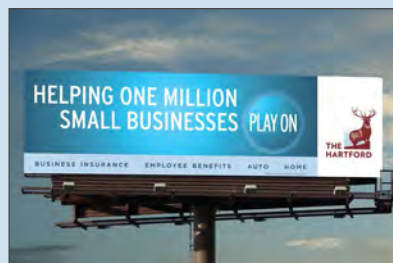 HELPING ONE MILLION
SMALL BUSINESSES PLAY ON
THE
HARTFORD
BUSINESS INSURANCE EMPLOYEE BENEFITS AUTO HOME